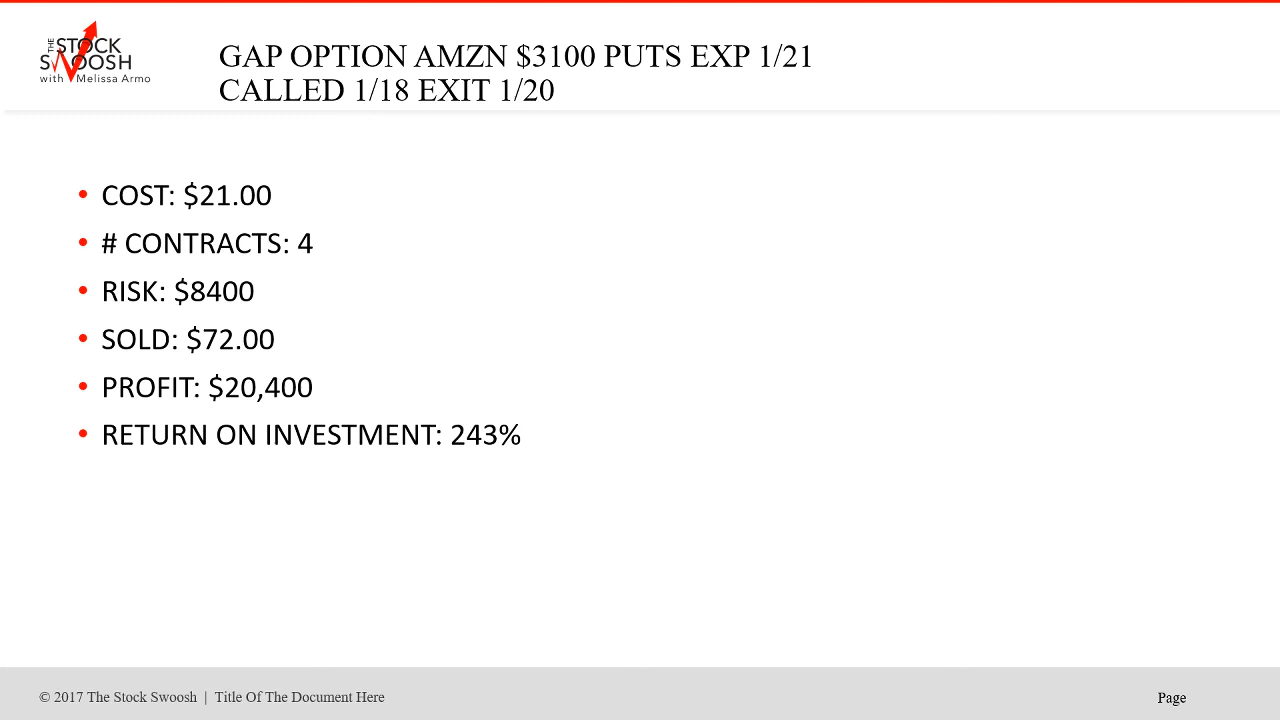 THE STOCK
SWOOSH
with Melissa Armo
GAP OPTION AMZN $3100 PUTS EXP 1/21
CALLED 1/18 EXIT 1/20
• COST: $21.00
• # CONTRACTS: 4
• RISK: $8400
• SOLD: $72.00
• PROFIT: $20,400
• RETURN ON INVESTMENT: 243%
© 2017 The Stock Swoosh | Title Of The Document Here
Page